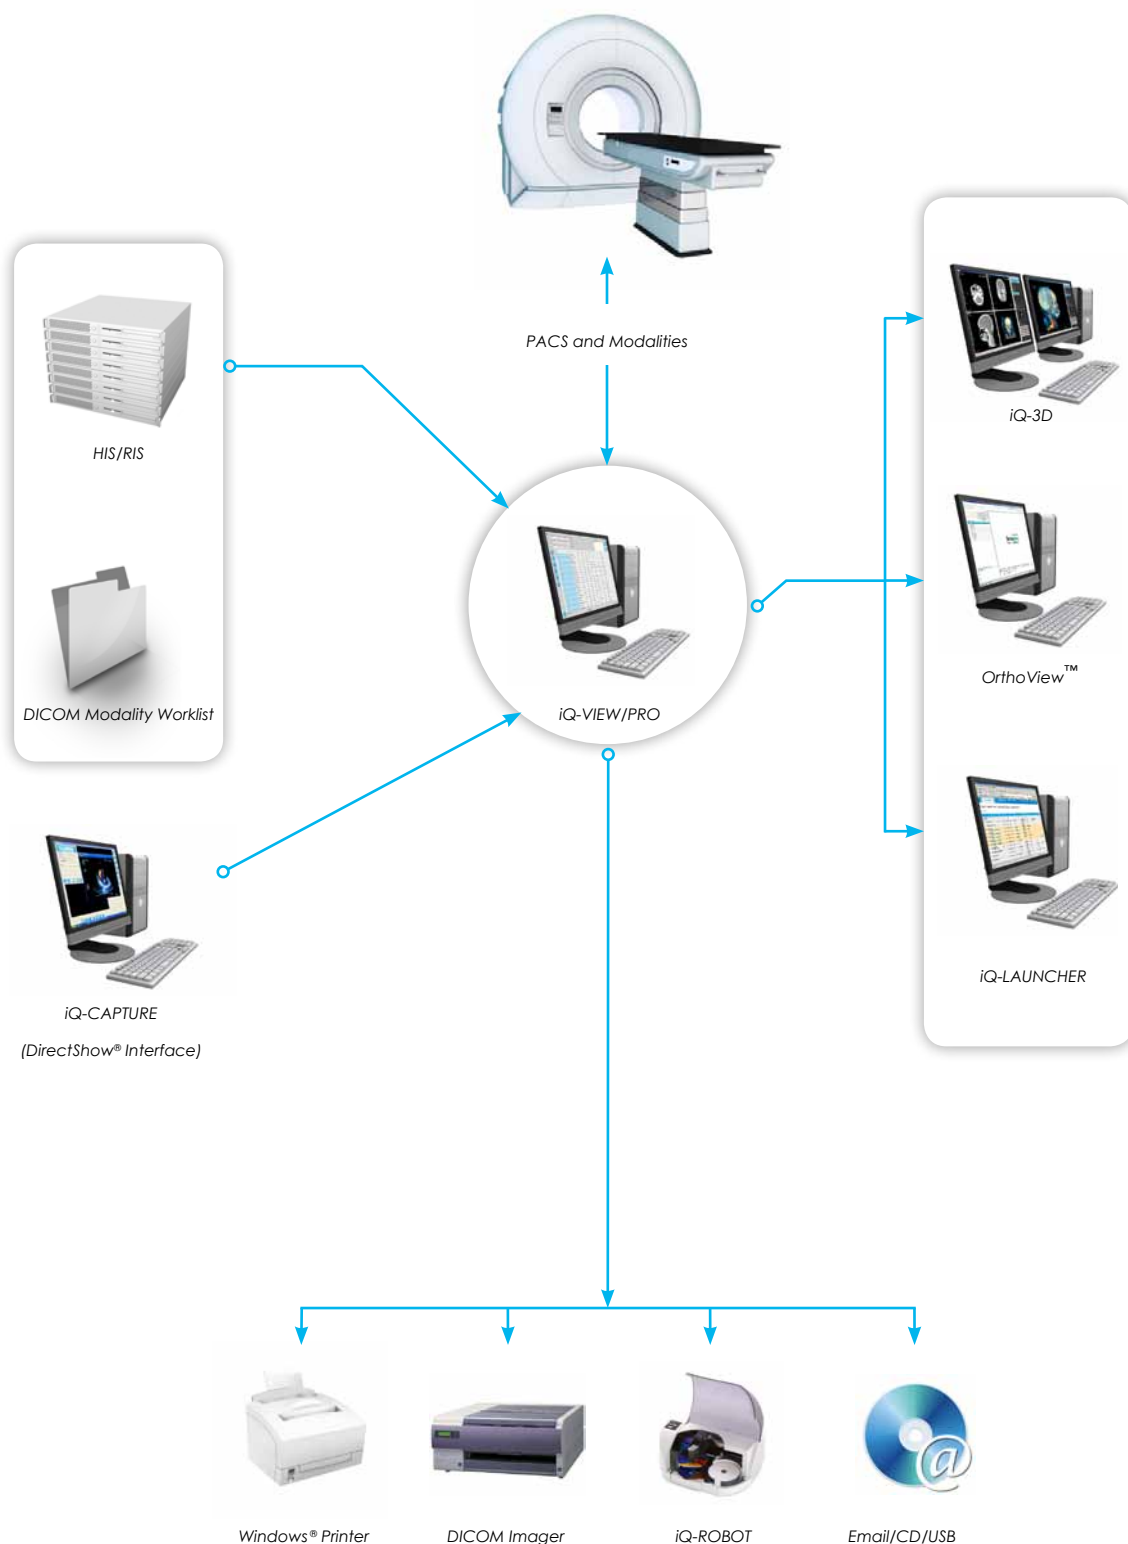 PACS and Modalities
HIS/RIS
iQ-3D
OrthoView™
DICOM Modality Worklist
iQ-VIEW/PRO
iQ-LAUNCHER
iQ-CAPTURE
(DirectShow® Interface)
Windows® Printer
DICOM Imager
iQ-ROBOT
Email/CD/USB
@